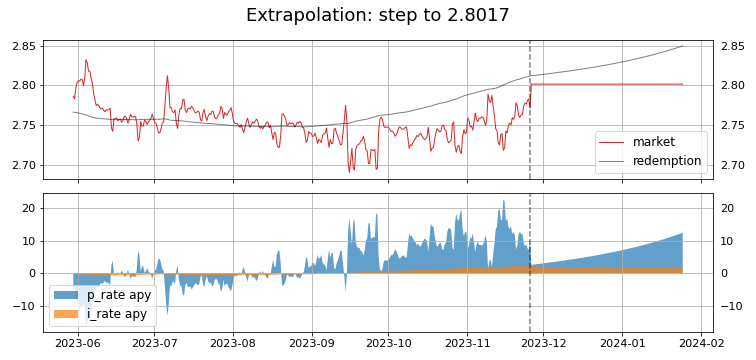 Extrapolation: step to 2.8017
2.85 2.85
2.80 2.80
2.75 2.75
2.70 2.70
market
redemption
20 20
10 10
0 0
−10 −10
p_rate apy
i_rate apy
2023-06 2023-07 2023-08 2023-09 2023-10 2023-11 2023-12 2024-01 2024-02